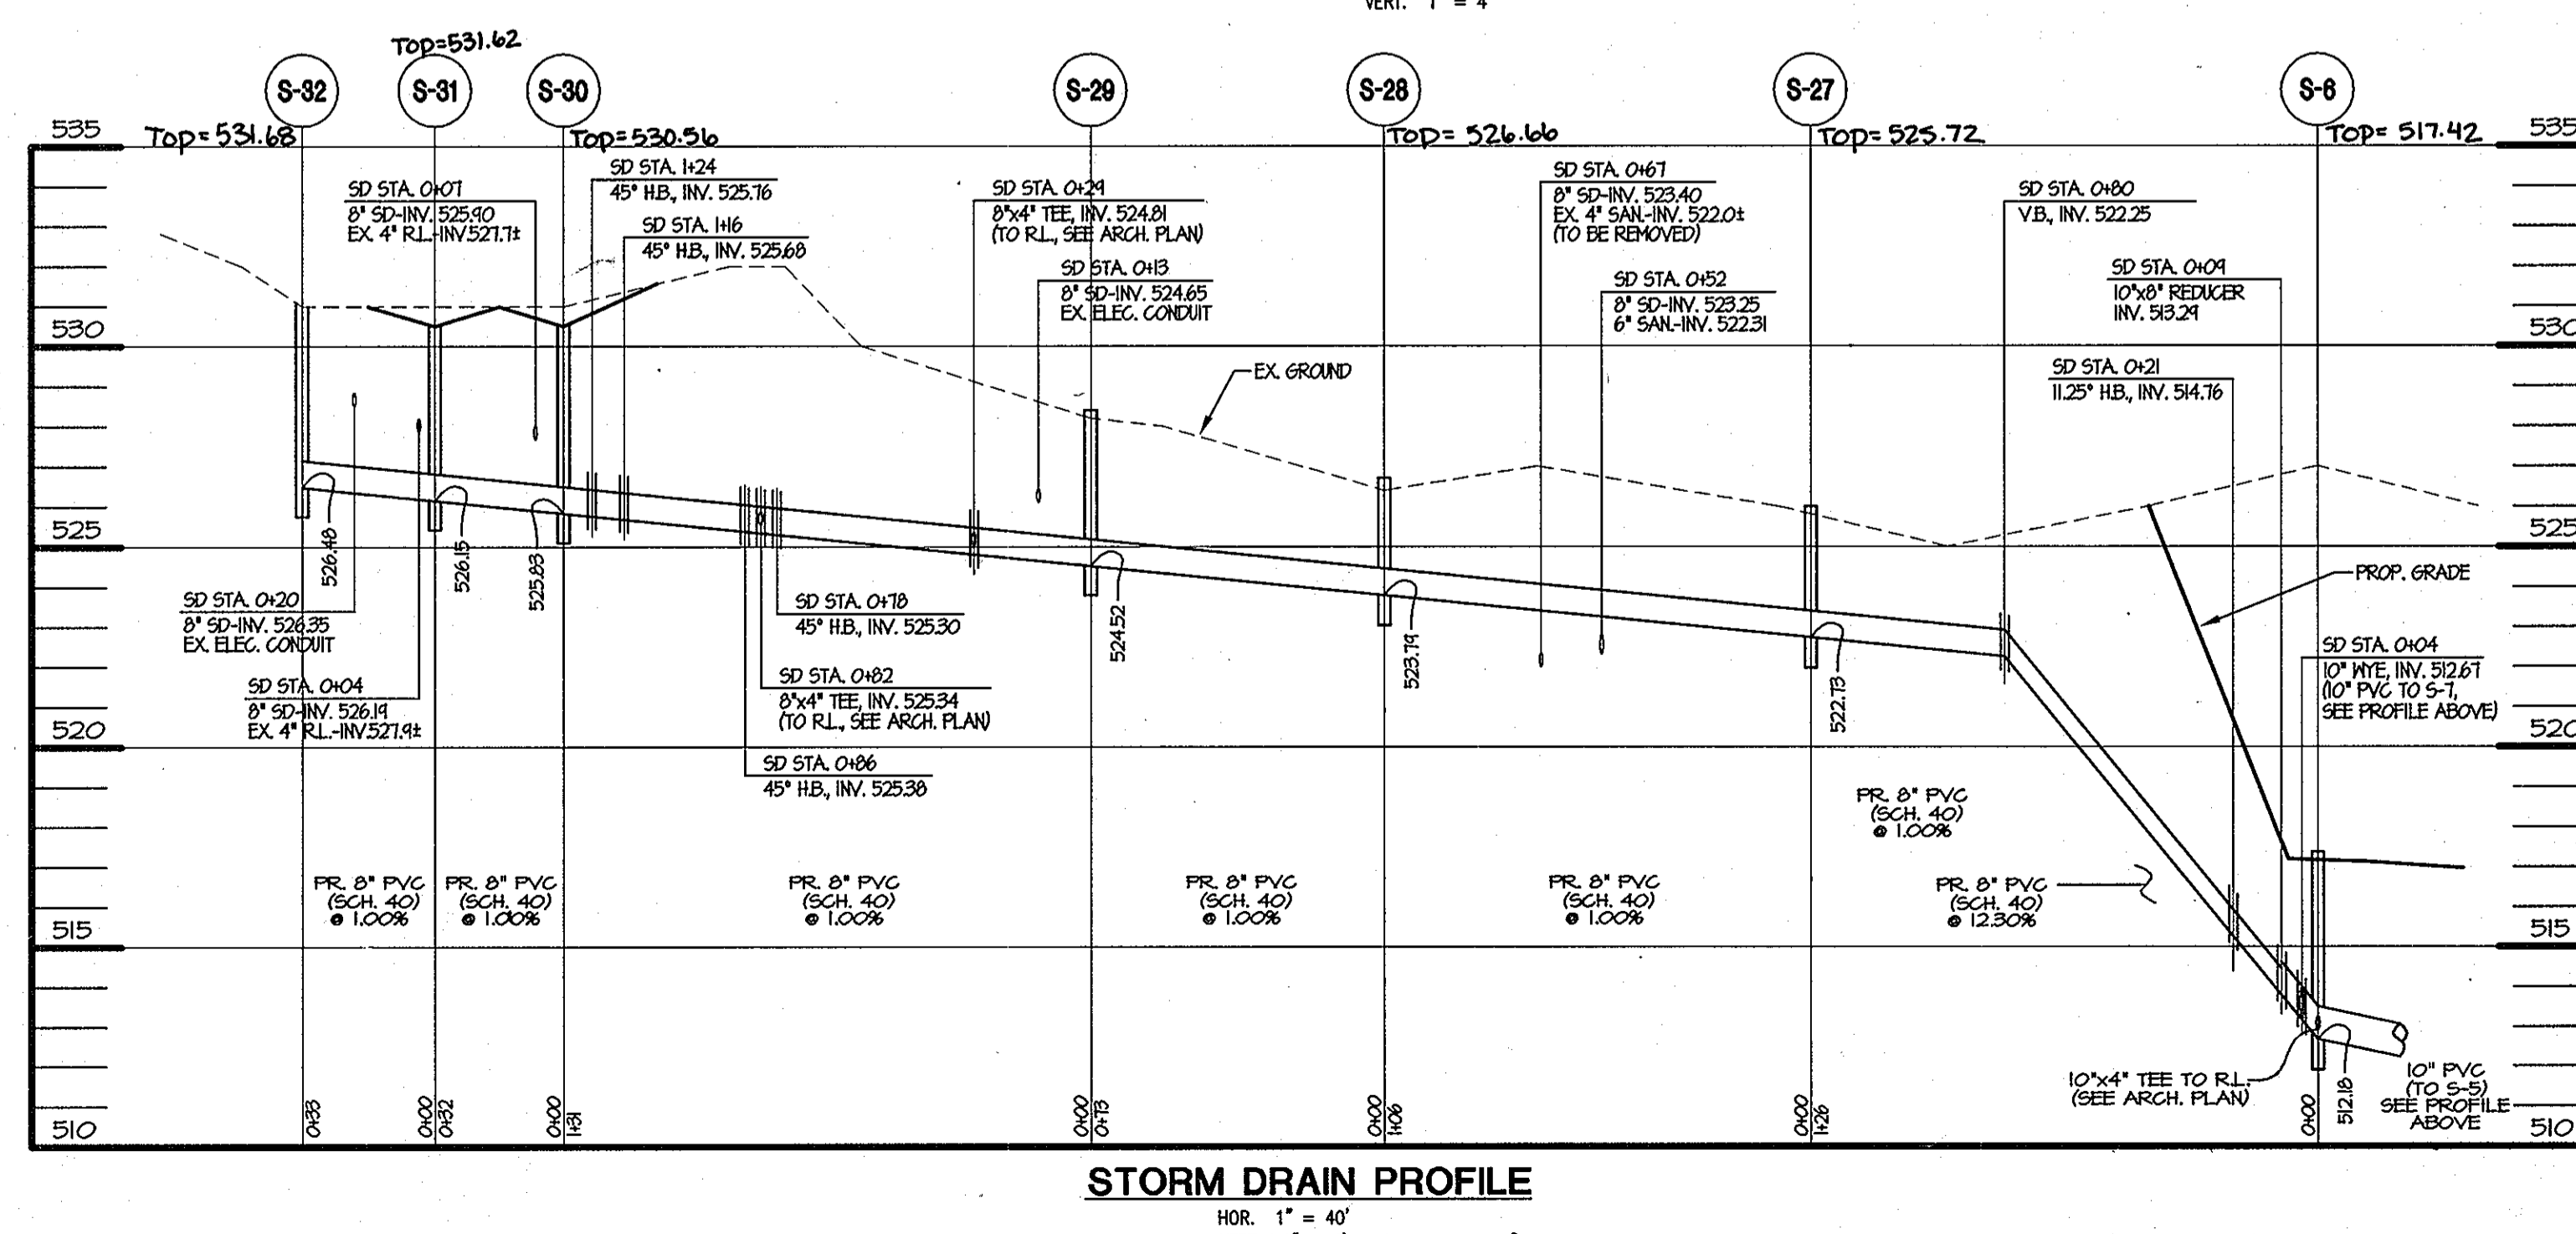 VERT. 1" = 4'
TOP=531.62
S-32
S-31
S-30
S-29
S-28
S-27
S-6
535
TOP=531.68
TOP=530.56
TOP= 526.66
TOP=525.72
TOP= 517.42
535
SD STA. 0+07
8" SD-INV. 525.90
EX. 4" R.L.-INV.527.7±
SD STA. 1+24
45° H.B., INV. 525.76
SD STA. 1+16
45° H.B., INV. 525.68
SD STA. 0+29
8"x4" TEE, INV. 524.81
(TO R.L., SEE ARCH. PLAN)
SD STA. 0+13
8" SD-INV. 524.65
EX. ELEC. CONDUIT
SD STA. 0+67
8" SD-INV. 523.40
EX. 4" SAN.-INV. 522.0±
(TO BE REMOVED)
SD STA. 0+52
8" SD-INV. 523.25
6" SAN.-INV. 522.31
SD STA. 0+80
V.B., INV. 522.25
SD STA. 0+09
10"x8" REDUCER
INV. 513.29
SD STA. 0+21
11.25° H.B., INV. 514.76
530
530
EX. GROUND
525
525
526.48
526.15
525.83
524.52
523.79
522.73
PROP. GRADE
SD STA. 0+20
8" SD-INV. 526.35
EX. ELEC. CONDUIT
SD STA. 0+04
8" SD-INV. 526.19
EX. 4" R.L.-INV.527.9±
SD STA. 0+78
45° H.B., INV. 525.30
SD STA. 0+82
8"x4" TEE, INV. 525.34
(TO R.L., SEE ARCH. PLAN)
SD STA. 0+86
45° H.B., INV. 525.38
SD STA. 0+04
10" WYE, INV. 512.67
(10" PVC TO S-7,
SEE PROFILE ABOVE)
520
520
PR. 8" PVC
(SCH. 40)
@ 1.00%
PR. 8" PVC
(SCH. 40)
@ 1.00%
PR. 8" PVC
(SCH. 40)
@ 1.00%
PR. 8" PVC
(SCH. 40)
@ 1.00%
PR. 8" PVC
(SCH. 40)
@ 1.00%
PR. 8" PVC
(SCH. 40)
@ 1.00%
PR. 8" PVC
(SCH. 40)
@ 12.30%
515
515
10"x4" TEE TO R.L.
(SEE ARCH. PLAN)
512.18
10" PVC
(TO S-5)
SEE PROFILE
ABOVE
510
0+33
0+00
0+32
0+00
1+31
0+00
0+73
0+00
1+06
0+00
1+26
0+00
510
STORM DRAIN PROFILE
HOR. 1" = 40'